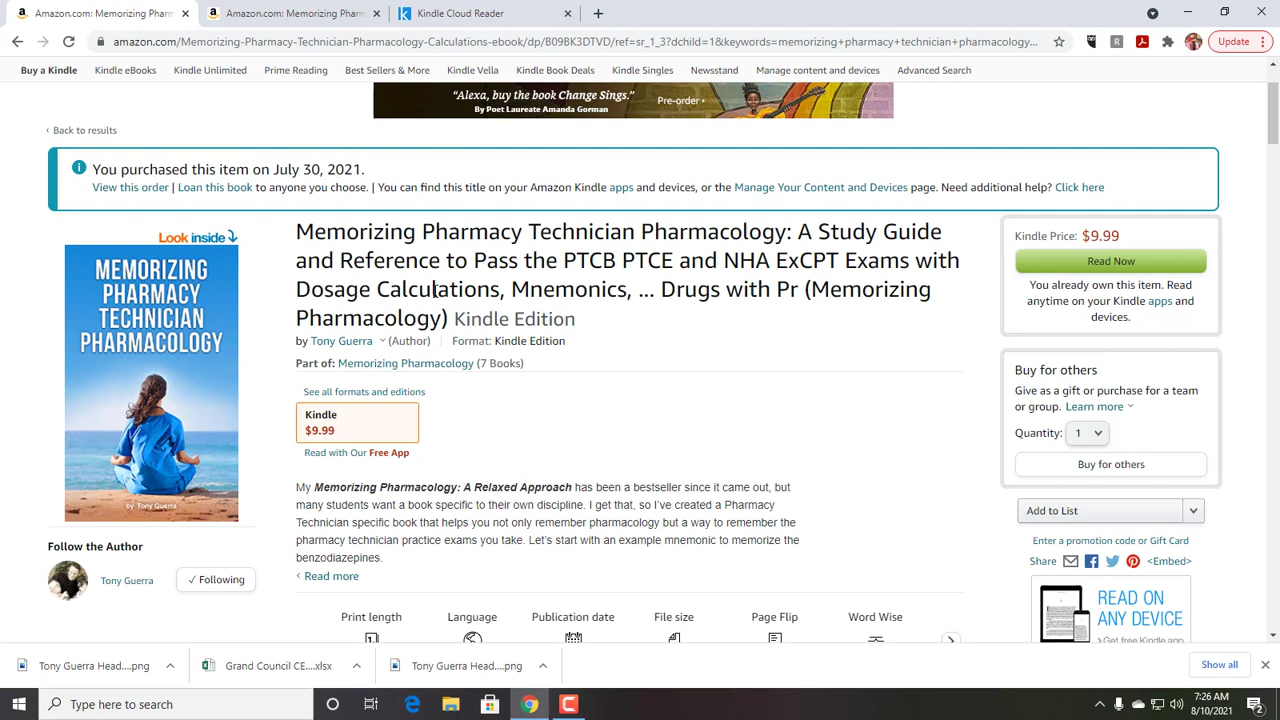 Amazon.com: Memorizing Pharm
Amazon.com: Memorizing Pharm
Kindle Cloud Reader
amazon.com/Memorizing-Pharmacy-Technician-Pharmacology-Calculations-ebook/dp/B09BK3DTVD/ref=sr_1_3?dchild=1&keywords=memorizing+pharmacy+technician+pharmacology...
Update
Buy a Kindle
Kindle eBooks
Kindle Unlimited
Prime Reading
Best Sellers & More
Kindle Vella
Kindle Book Deals
Kindle Singles
Newsstand
Manage content and devices
Advanced Search
“Alexa, buy the book Change Sings.”
By Poet Laureate Amanda Gorman
Pre-order ›
‹ Back to results
You purchased this item on July 30, 2021.
View this order | Loan this book to anyone you choose. | You can find this title on your Amazon Kindle apps and devices, or the Manage Your Content and Devices page. Need additional help? Click here
Look inside
MEMORIZING
PHARMACY
TECHNICIAN
PHARMACOLOGY
by Tony Guerra
Follow the Author
Tony Guerra
✓ Following
Memorizing Pharmacy Technician Pharmacology: A Study Guide
and Reference to Pass the PTCB PTCE and NHA ExCPT Exams with
Dosage Calculations, Mnemonics, ... Drugs with Pr (Memorizing
Pharmacology) Kindle Edition
by Tony Guerra (Author) Format: Kindle Edition
Part of: Memorizing Pharmacology (7 Books)
See all formats and editions
Kindle
$9.99
Read with Our Free App
My Memorizing Pharmacology: A Relaxed Approach has been a bestseller since it came out, but
many students want a book specific to their own discipline. I get that, so I've created a Pharmacy
Technician specific book that helps you not only remember pharmacology but a way to remember the
pharmacy technician practice exams you take. Let's start with an example mnemonic to memorize the
benzodiazepines.
‹ Read more
Print length
Language
Publication date
File size
Page Flip
Word Wise
Kindle Price: $9.99
Read Now
You already own this item. Read
anytime on your Kindle apps and
devices.
Buy for others
Give as a gift or purchase for a team
or group. Learn more
Quantity: 1
Buy for others
Add to List
Enter a promotion code or Gift Card
Share <Embed>
READ ON
ANY DEVICE
› Get free Kindle app
Tony Guerra Head....png
Grand Council CE....xlsx
Tony Guerra Head....png
Show all
Type here to search
7:26 AM
8/10/2021
2